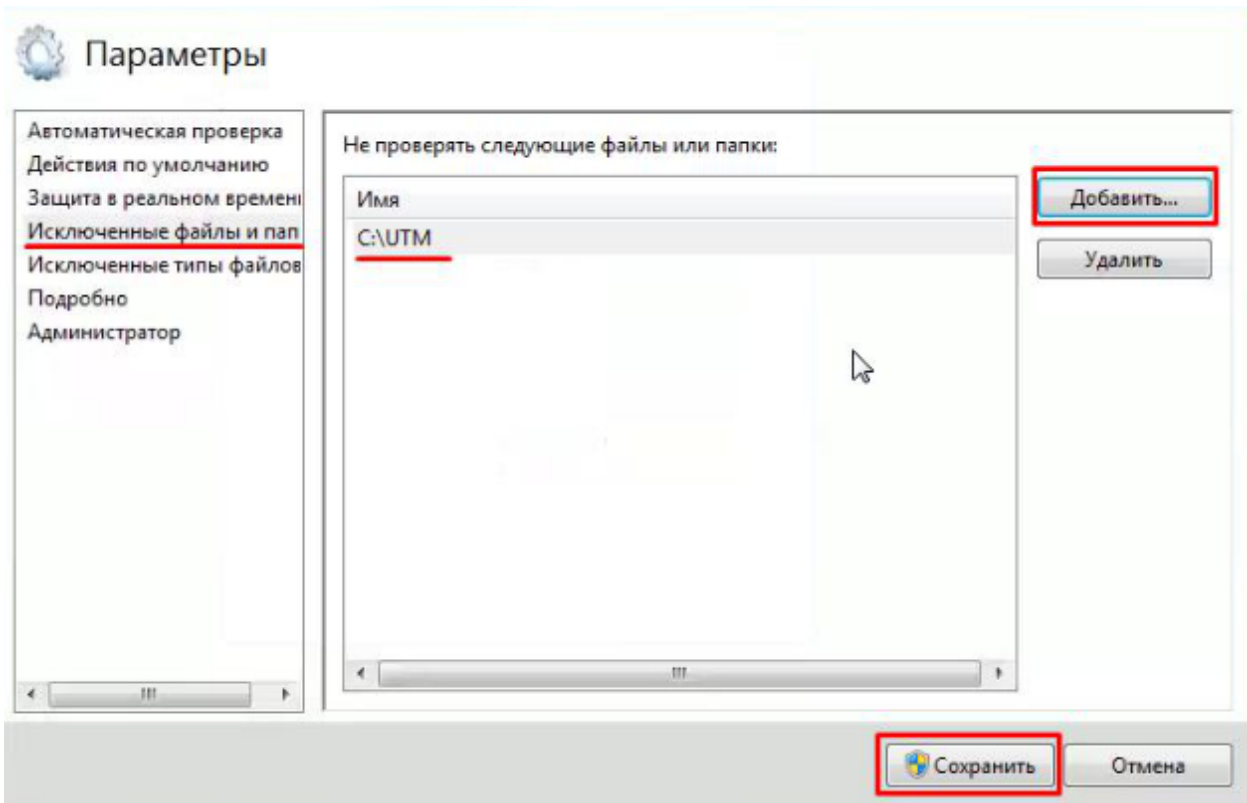 Параметры
Автоматическая проверка
Действия по умолчанию
Защита в реальном времени
Исключенные файлы и пап
Исключенные типы файлов
Подробно
Администратор
Не проверять следующие файлы или папки:
Имя
C:\UTM
Добавить...
Удалить
Сохранить
Отмена